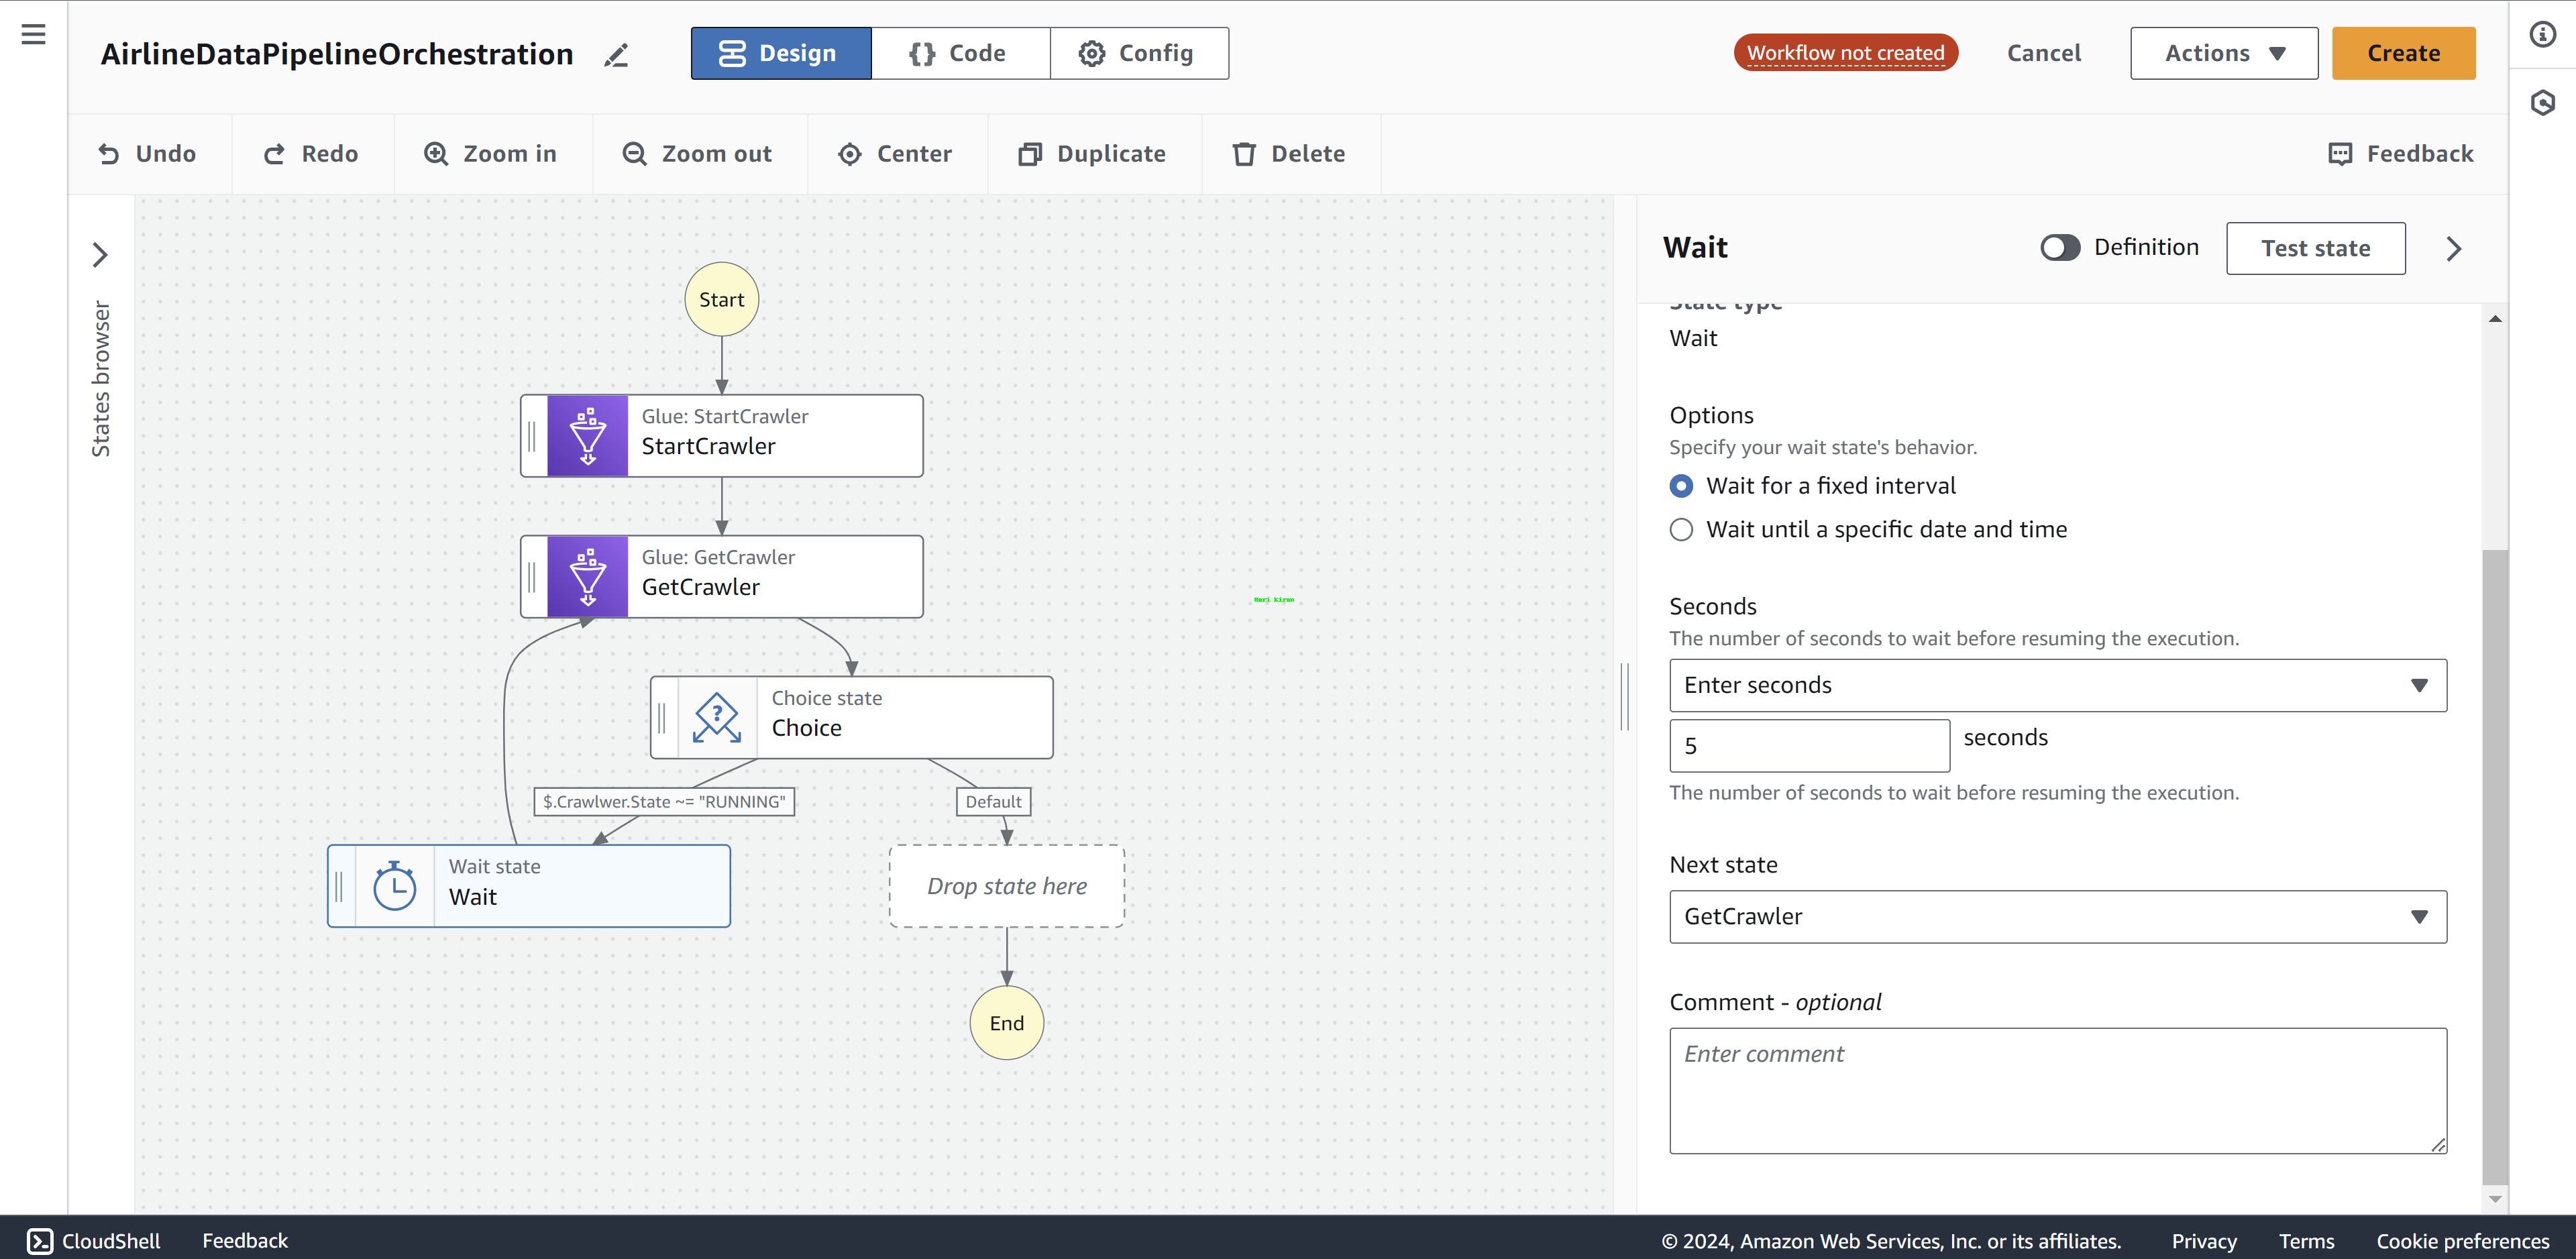 AirlineDataPipelineOrchestration
Design
Code
Config
Workflow not created
Cancel
Actions
Create
Undo
Redo
Zoom in
Zoom out
Center
Duplicate
Delete
Feedback
States browser
Start
Glue: StartCrawler
StartCrawler
Glue: GetCrawler
GetCrawler
Hari Kiran
Choice state
Choice
$.Crawlwer.State ~= "RUNNING"
Default
Wait state
Wait
Drop state here
End
Wait
Definition
Test state
State type
Wait
Options
Specify your wait state's behavior.
Wait for a fixed interval
Wait until a specific date and time
Seconds
The number of seconds to wait before resuming the execution.
Enter seconds
5 seconds
The number of seconds to wait before resuming the execution.
Next state
GetCrawler
Comment - optional
Enter comment
CloudShell
Feedback
© 2024, Amazon Web Services, Inc. or its affiliates.
Privacy
Terms
Cookie preferences